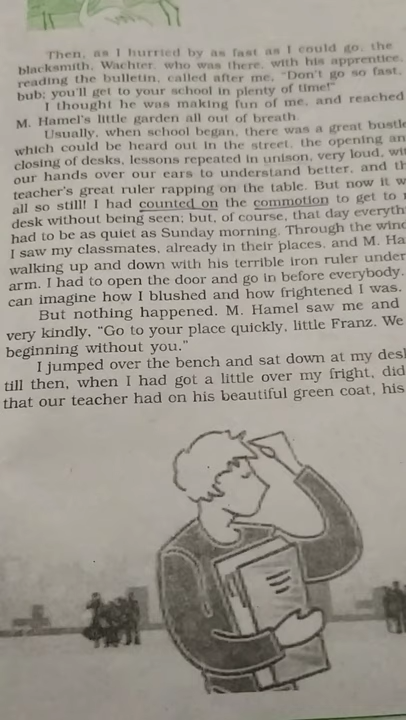 Then, as I hurried by as fast as I could go, the
blacksmith, Wachter, who was there, with his apprentice,
reading the bulletin, called after me, “Don't go so fast,
bub; you'll get to your school in plenty of time!”
I thought he was making fun of me, and reached
M. Hamel's little garden all out of breath.
Usually, when school began, there was a great bustle
which could be heard out in the street, the opening an
closing of desks, lessons repeated in unison, very loud, wi
our hands over our ears to understand better, and th
teacher's great ruler rapping on the table. But now it w
all so still! I had counted on the commotion to get to
desk without being seen; but, of course, that day everyth
had to be as quiet as Sunday morning. Through the wind
I saw my classmates, already in their places, and M. Ha
walking up and down with his terrible iron ruler under
arm. I had to open the door and go in before everybody.
can imagine how I blushed and how frightened I was.
But nothing happened. M. Hamel saw me and
very kindly, “Go to your place quickly, little Franz. We
beginning without you.”
I jumped over the bench and sat down at my des
till then, when I had got a little over my fright, did
that our teacher had on his beautiful green coat, his